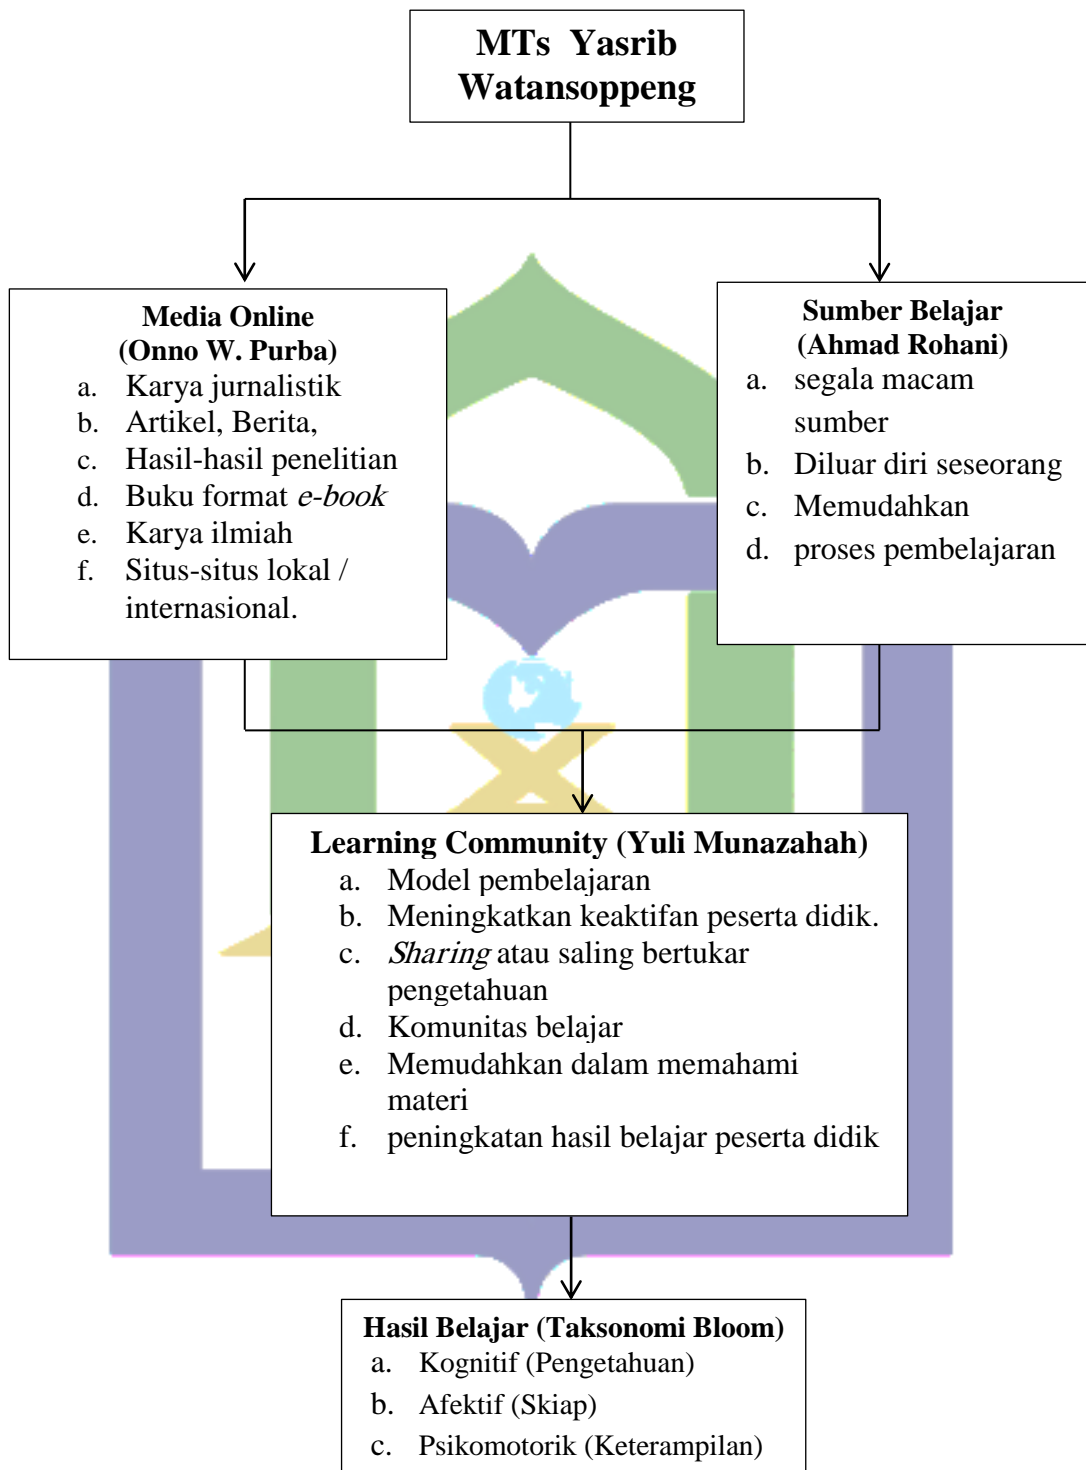 MTs Yasrib
Watansoppeng
Media Online
(Onno W. Purba)
a. Karya jurnalistik
b. Artikel, Berita,
c. Hasil-hasil penelitian
d. Buku format e-book
e. Karya ilmiah
f. Situs-situs lokal /
internasional.
Sumber Belajar
(Ahmad Rohani)
a. segala macam
sumber
b. Diluar diri seseorang
c. Memudahkan
d. proses pembelajaran
Learning Community (Yuli Munazahah)
a. Model pembelajaran
b. Meningkatkan keaktifan peserta didik.
c. Sharing atau saling bertukar
pengetahuan
d. Komunitas belajar
e. Memudahkan dalam memahami
materi
f. peningkatan hasil belajar peserta didik
Hasil Belajar (Taksonomi Bloom)
a. Kognitif (Pengetahuan)
b. Afektif (Skiap)
c. Psikomotorik (Keterampilan)